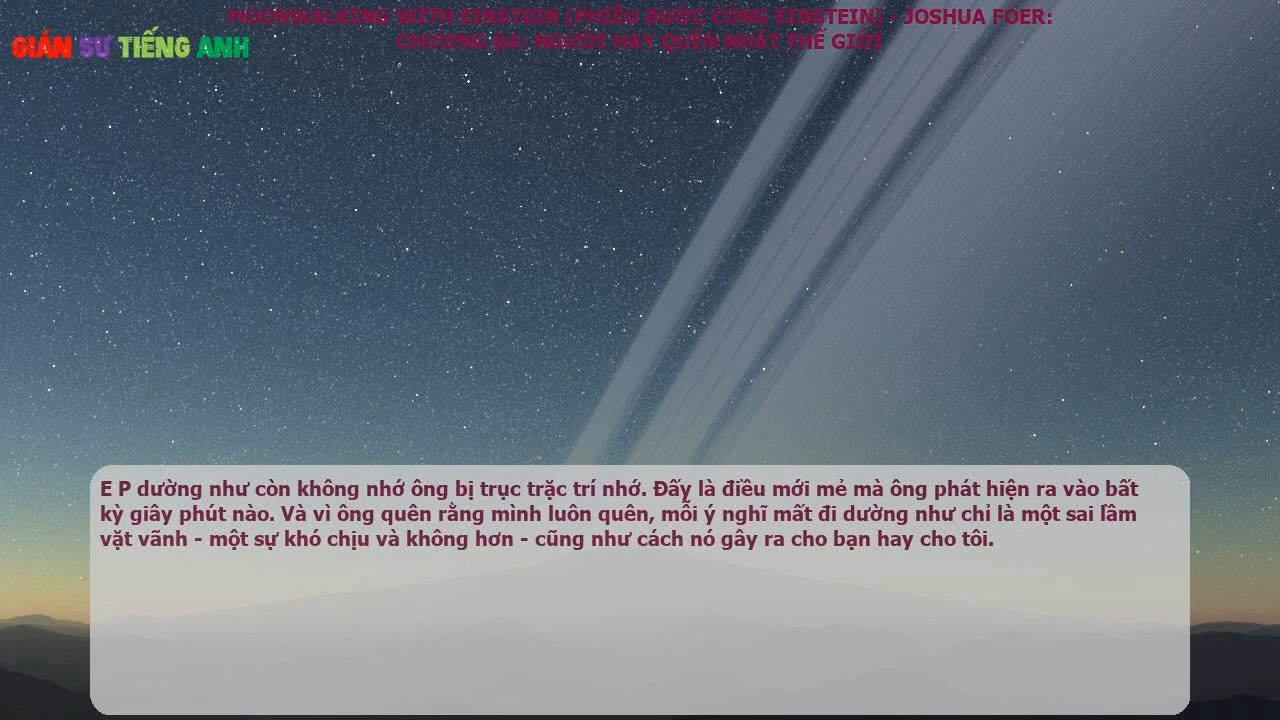 MOONWALKING WITH EINSTEIN (PHIÊU BƯỚC CÙNG EINSTEIN) - JOSHUA FOER:
CHƯƠNG BA: NGƯỜI HAY QUÊN NHẤT THẾ GIỚI
GIÁN SỨ TIẾNG ANH
E P dường như còn không nhớ ông bị trục trặc trí nhớ. Đấy là điều mới mẻ mà ông phát hiện ra vào bất
kỳ giây phút nào. Và vì ông quên rằng mình luôn quên, mỗi ý nghĩ mất đi dường như chỉ là một sai lầm
vặt vãnh - một sự khó chịu và không hơn - cũng như cách nó gây ra cho bạn hay cho tôi.